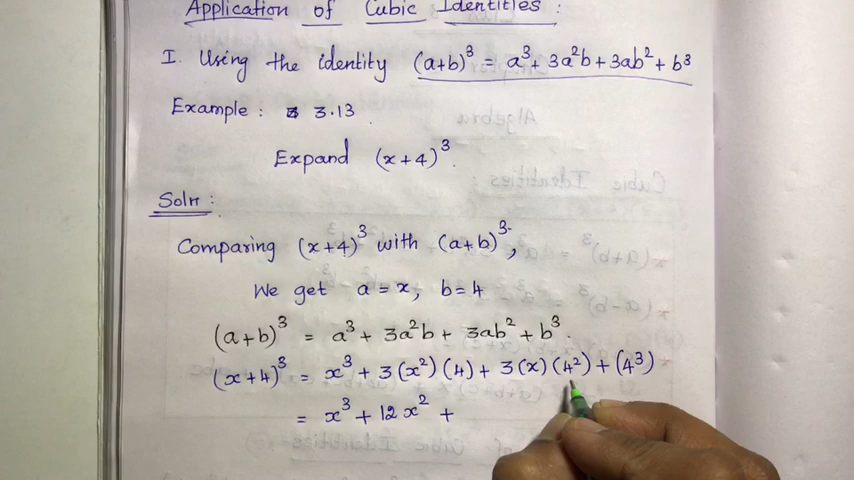 Application of Cubic Identities :
I. Using the identity (a+b)³ = a³ + 3a²b + 3ab² + b³
Example : 3.13
Expand (x+4)³.
Soln :
Comparing (x+4)³ with (a+b)³,
We get a = x, b = 4
(a+b)³ = a³ + 3a²b + 3ab² + b³.
(x+4)³ = x³ + 3(x²)(4) + 3(x)(4²) + (4³)
= x³ + 12x² +